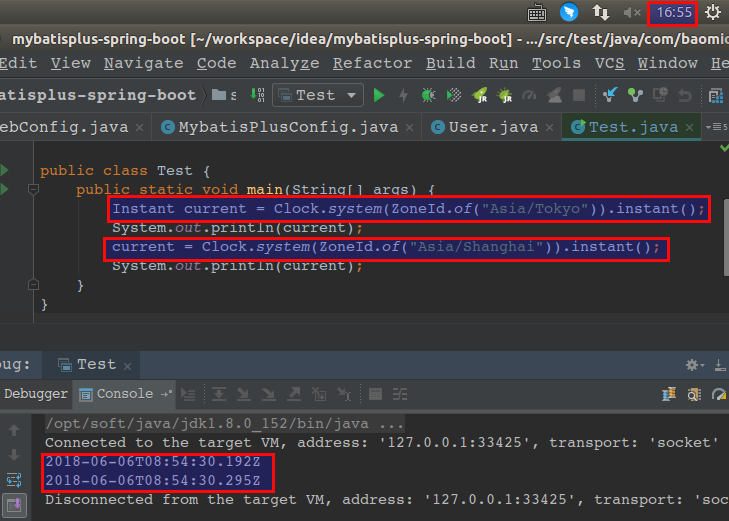 16:55
mybatisplus-spring-boot [~/workspace/idea/mybatisplus-spring-boot] - .../src/test/java/com/baomid
Edit View Navigate Code Analyze Refactor Build Run Tools VCS Window He
batisplus-spring-boot s Test
ebConfig.java × MybatisPlusConfig.java × User.java × Test.java × 5
public class Test {
public static void main(String[] args) {
Instant current = Clock.system(ZoneId.of("Asia/Tokyo")).instant();
System.out.println(current);
current = Clock.system(ZoneId.of("Asia/Shanghai")).instant();
System.out.println(current);
}
}
bug: Test ×
Debugger Console
/opt/soft/java/jdk1.8.0_152/bin/java ...
Connected to the target VM, address: '127.0.0.1:33425', transport: 'socket'
2018-06-06T08:54:30.192Z
2018-06-06T08:54:30.295Z
Disconnected from the target VM, address: '127.0.0.1:33425', transport: 'soc